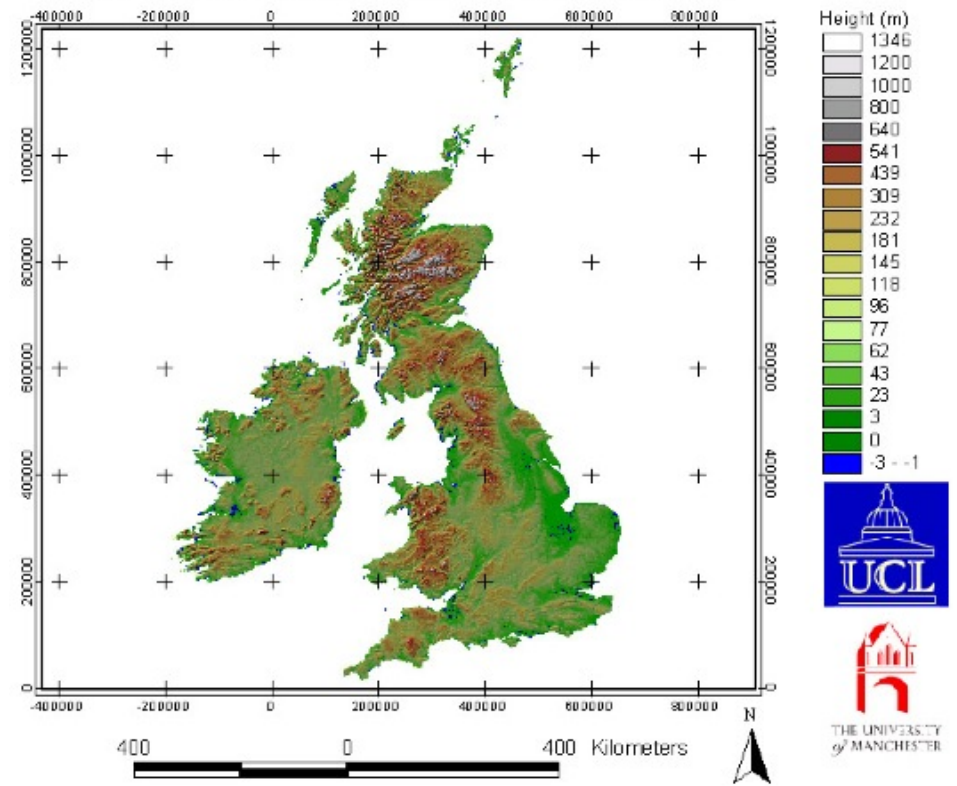 -400000 -200000 0 200000 400000 600000 800000
Height (m)
1346
1200
1000
800
640
541
439
309
232
181
145
118
96
77
62
43
23
3
0
-3 - -1
1200000 1200000
1000000 1000000
800000 800000
600000 600000
400000 400000
200000 200000
0 0
-400000 -200000 0 200000 400000 600000 800000
UCL
THE UNIVERSITY
of MANCHESTER
N
400 0 400 Kilometers